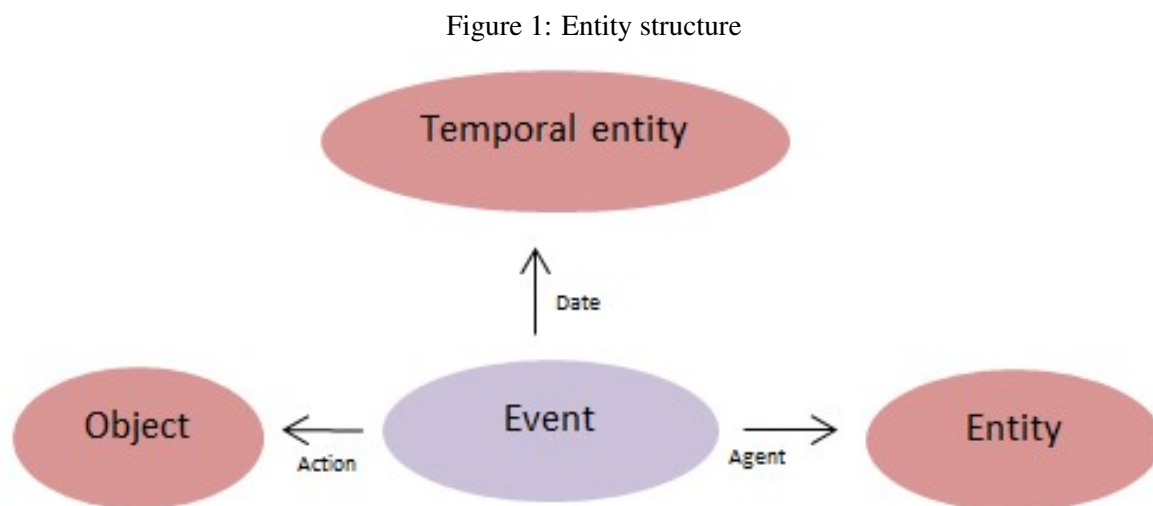 Figure 1: Entity structure
Temporal entity
Date
Object
Action
Event
Agent
Entity